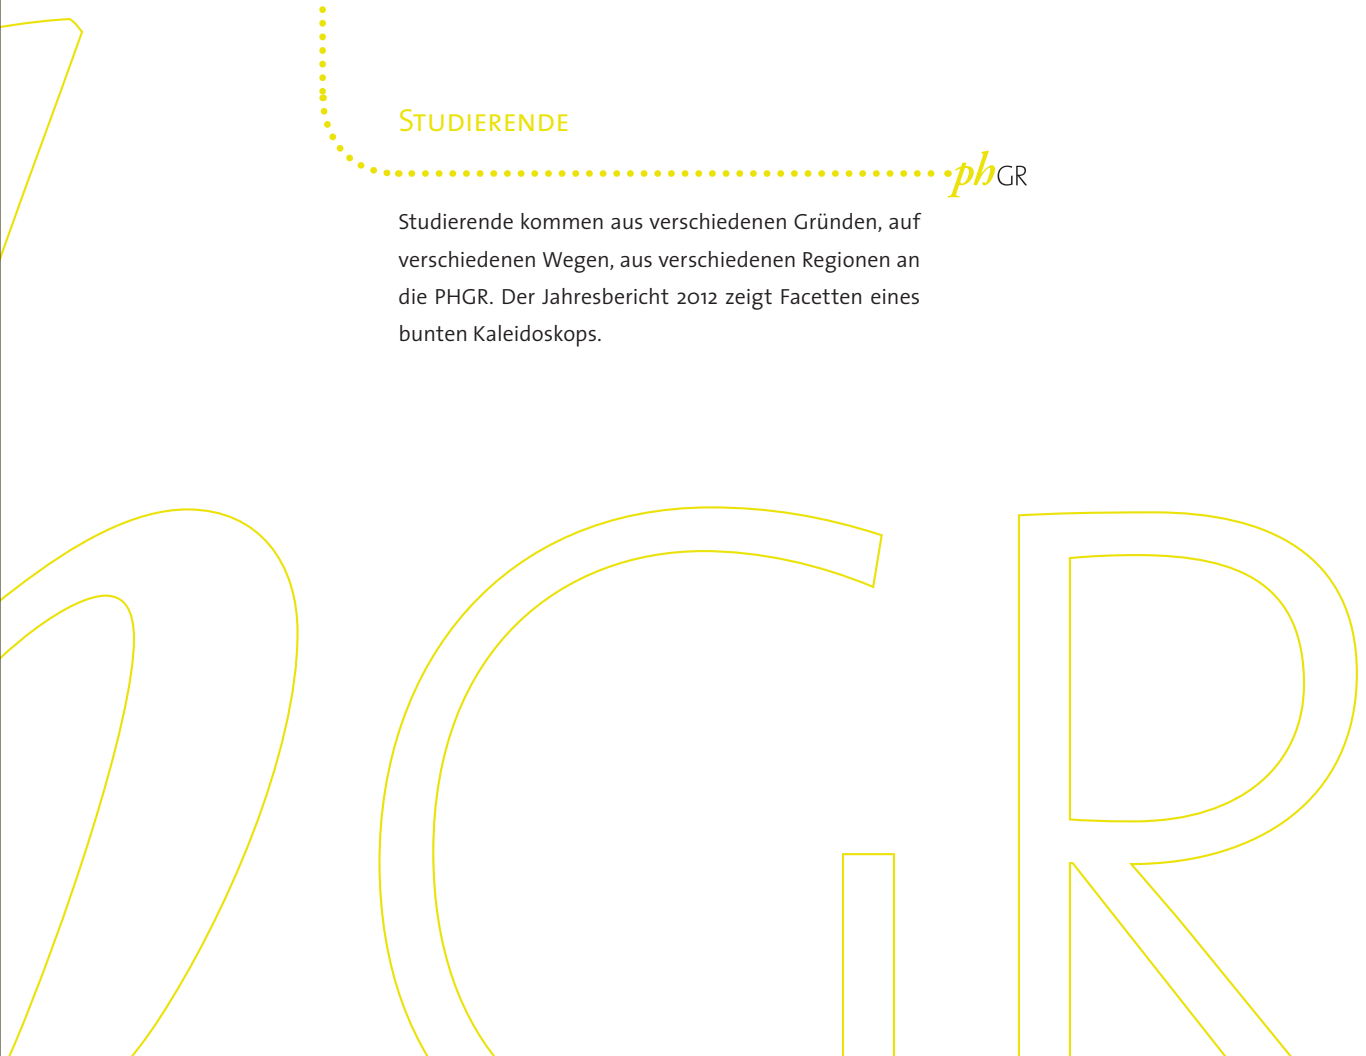 Studierende
phGR
Studierende kommen aus verschiedenen Gründen, auf
verschiedenen Wegen, aus verschiedenen Regionen an
die PHGR. Der Jahresbericht 2012 zeigt Facetten eines
bunten Kaleidoskops.
hGR